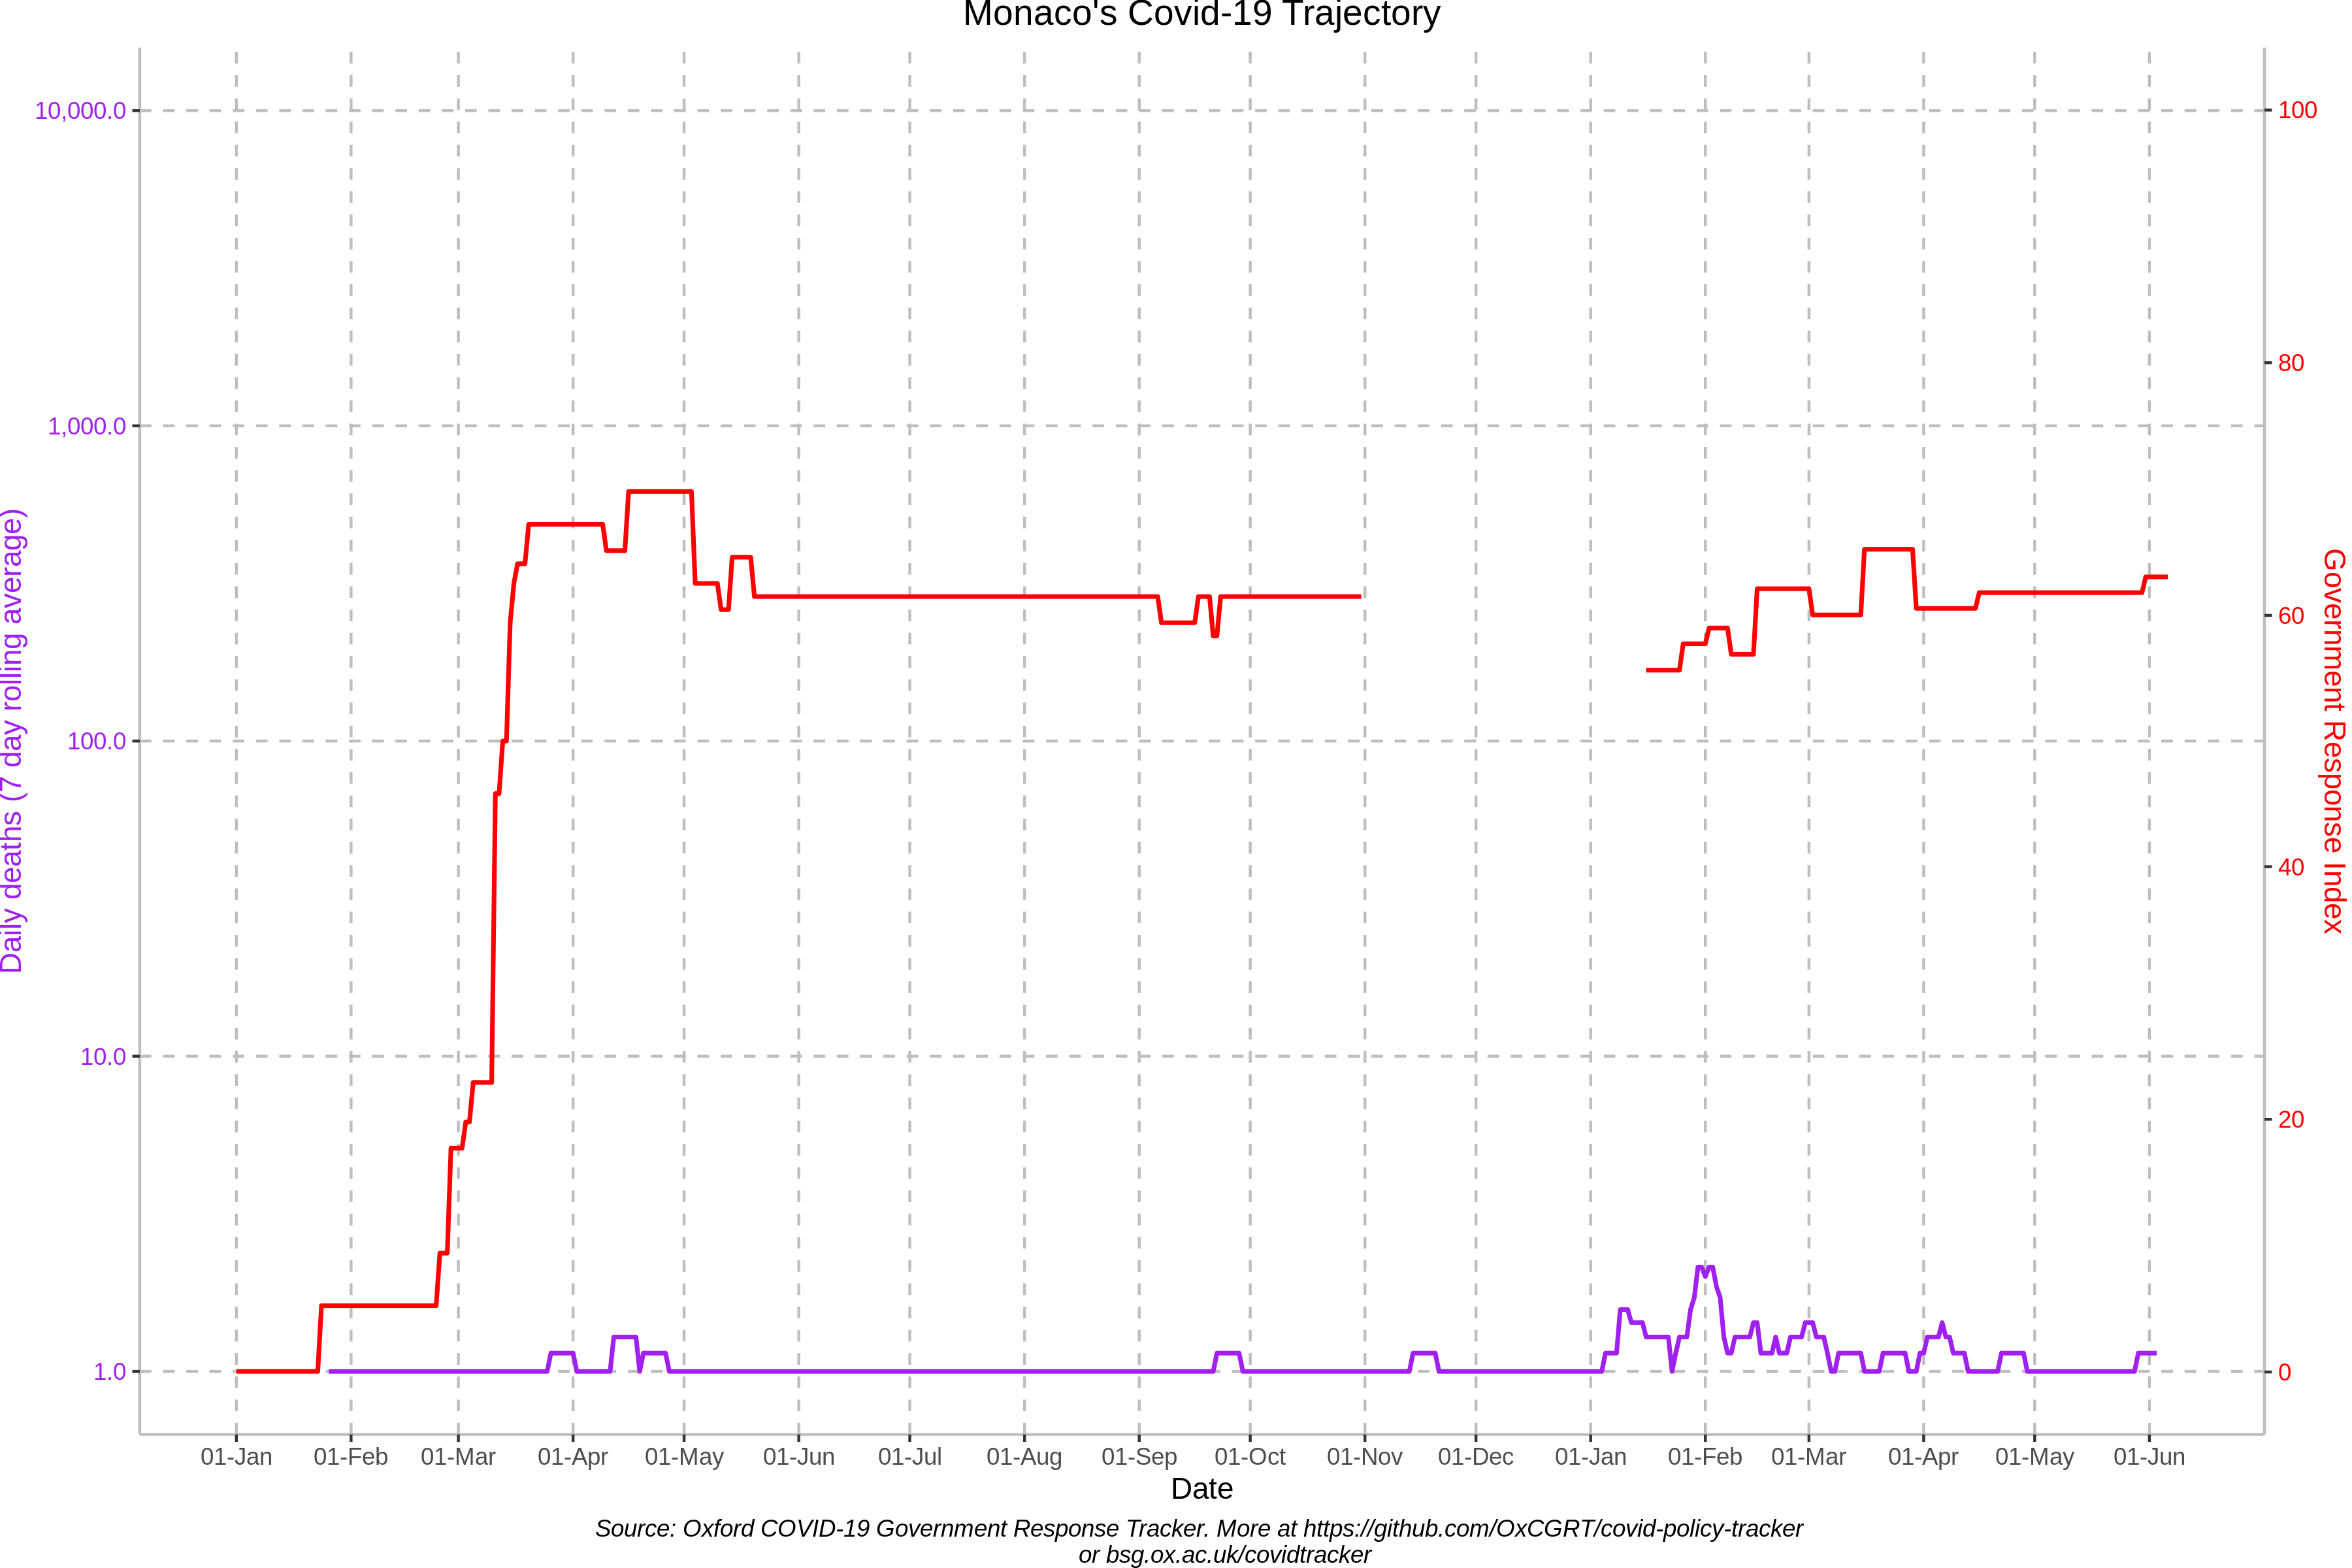 Monaco's Covid-19 Trajectory
10,000.0
1,000.0
100.0
10.0
1.0
Daily deaths (7 day rolling average)
100
80
60
40
20
0
Government Response Index
01-Jan 01-Feb 01-Mar 01-Apr 01-May 01-Jun 01-Jul 01-Aug 01-Sep 01-Oct 01-Nov 01-Dec 01-Jan 01-Feb 01-Mar 01-Apr 01-May 01-Jun
Date
Source: Oxford COVID-19 Government Response Tracker. More at https://github.com/OxCGRT/covid-policy-tracker
or bsg.ox.ac.uk/covidtracker